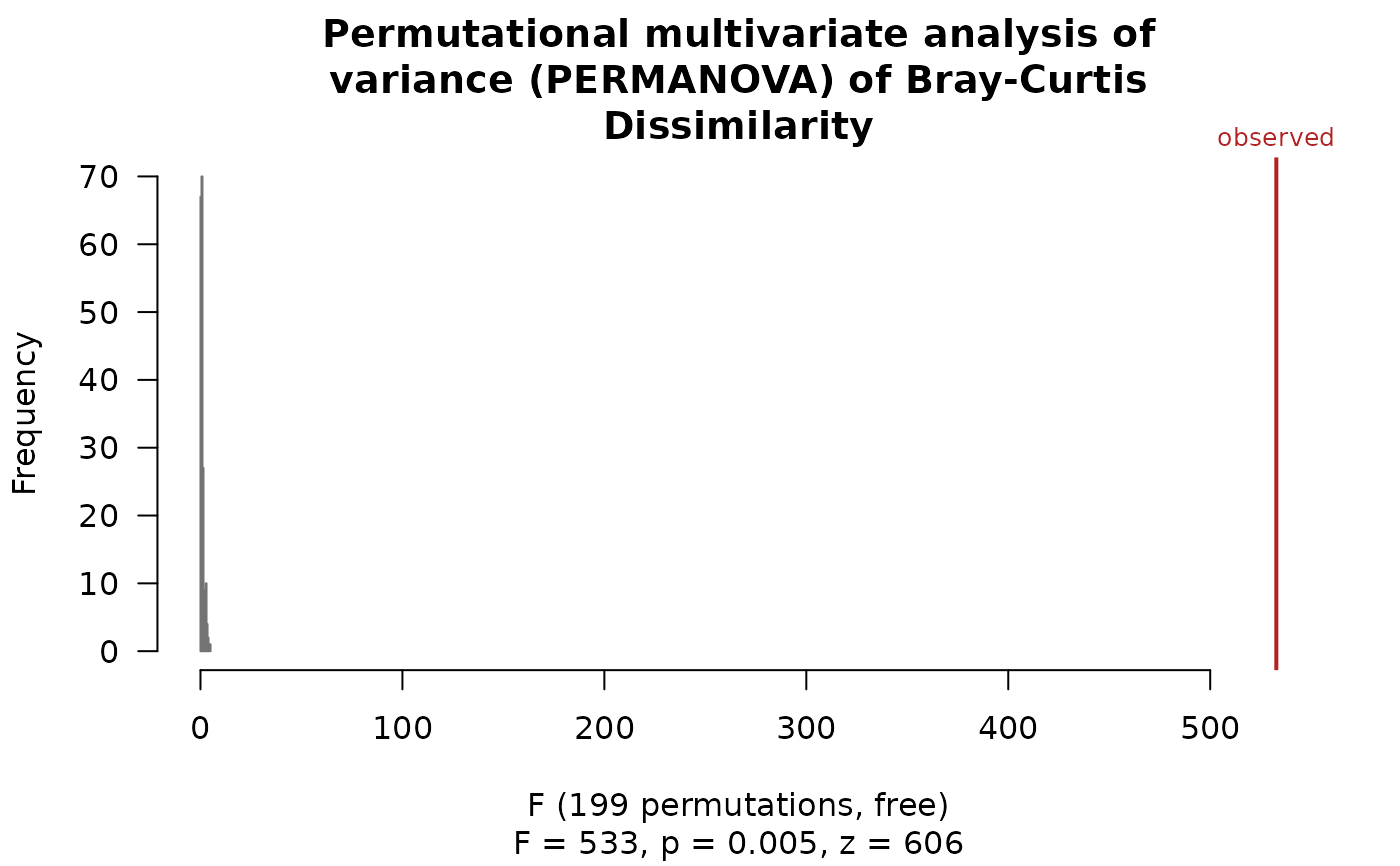 Permutational multivariate analysis of
variance (PERMANOVA) of Bray-Curtis
Dissimilarity
observed
70
60
50
40
30
20
10
0
Frequency
0 100 200 300 400 500
F (199 permutations, free)
F = 533, p = 0.005, z = 606